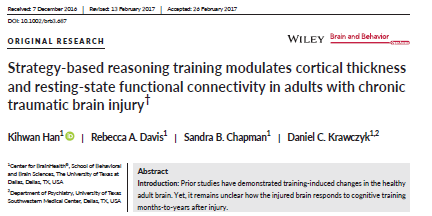 Received: 7 December 2016 | Revised: 13 February 2017 | Accepted: 26 February 2017
DOI: 10.1002/brb3.687
ORIGINAL RESEARCH
WILEY Brain and Behavior
Strategy-based reasoning training modulates cortical thickness
and resting-state functional connectivity in adults with chronic
traumatic brain injury†
Kihwan Han1 | Rebecca A. Davis1 | Sandra B. Chapman1 | Daniel C. Krawczyk1,2
1Center for BrainHealth®, School of Behavioral
and Brain Sciences, The University of Texas at
Dallas, Dallas, TX, USA
2Department of Psychiatry, University of Texas
Southwestern Medical Center, Dallas, TX, USA
Abstract
Introduction: Prior studies have demonstrated training-induced changes in the healthy
adult brain. Yet, it remains unclear how the injured brain responds to cognitive training
months-to-years after injury.